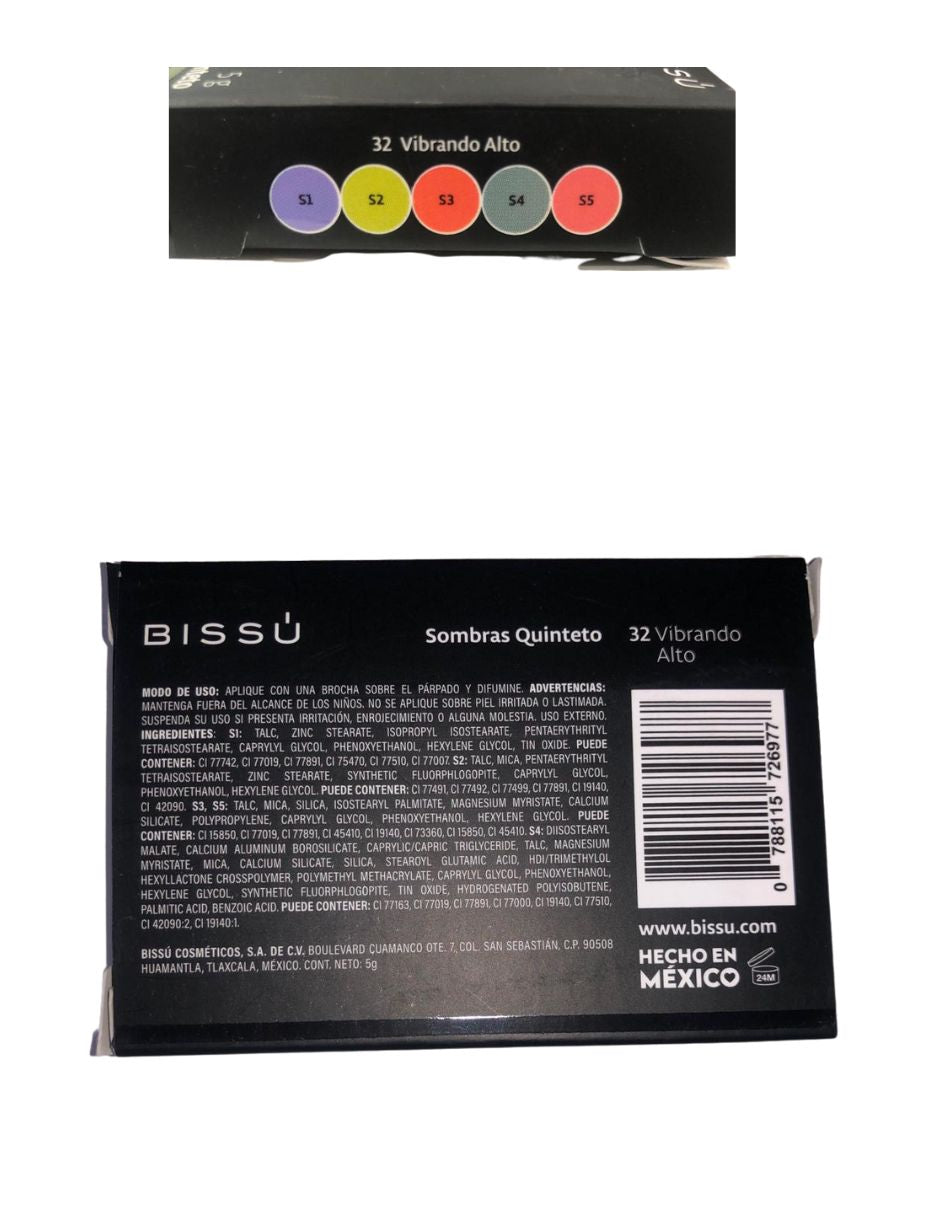 5 g
32 Vibrando Alto
S1 S2 S3 S4 S5
BISSÚ
Sombras Quinteto
32 Vibrando
Alto
MODO DE USO: APLIQUE CON UNA BROCHA SOBRE EL PÁRPADO Y DIFUMINE. ADVERTENCIAS:
MANTENGA FUERA DEL ALCANCE DE LOS NIÑOS. NO SE APLIQUE SOBRE PIEL IRRITADA O LASTIMADA.
SUSPENDA SU USO SI PRESENTA IRRITACIÓN, ENROJECIMIENTO O ALGUNA MOLESTIA. USO EXTERNO.
INGREDIENTES: S1: TALC, ZINC STEARATE, ISOPROPYL ISOSTEARATE, PENTAERYTHRITYL
TETRAISOSTEARATE, CAPRYLYL GLYCOL, PHENOXYETHANOL, HEXYLENE GLYCOL, TIN OXIDE. PUEDE
CONTENER: CI 77742, CI 77019, CI 77891, CI 75470, CI 77510, CI 77007. S2: TALC, MICA, PENTAERYTHRITYL
TETRAISOSTEARATE, ZINC STEARATE, SYNTHETIC FLUORPHLOGOPITE, CAPRYLYL GLYCOL,
PHENOXYETHANOL, HEXYLENE GLYCOL. PUEDE CONTENER: CI 77491, CI 77492, CI 77499, CI 77891, CI 19140,
CI 42090. S3, S5: TALC, MICA, SILICA, ISOSTEARYL PALMITATE, MAGNESIUM MYRISTATE, CALCIUM
SILICATE, POLYPROPYLENE, CAPRYLYL GLYCOL, PHENOXYETHANOL, HEXYLENE GLYCOL. PUEDE
CONTENER: CI 15850, CI 77019, CI 77891, CI 45410, CI 19140, CI 73360, CI 15850, CI 45410. S4: DIISOSTEARYL
MALATE, CALCIUM ALUMINUM BOROSILICATE, CAPRYLIC/CAPRIC TRIGLYCERIDE, TALC, MAGNESIUM
MYRISTATE, MICA, CALCIUM SILICATE, SILICA, STEAROYL GLUTAMIC ACID, HDI/TRIMETHYLOL
HEXYLLACTONE CROSSPOLYMER, POLYMETHYL METHACRYLATE, CAPRYLYL GLYCOL, PHENOXYETHANOL,
HEXYLENE GLYCOL, SYNTHETIC FLUORPHLOGOPITE, TIN OXIDE, HYDROGENATED POLYISOBUTENE,
PALMITIC ACID, BENZOIC ACID. PUEDE CONTENER: CI 77163, CI 77019, CI 77891, CI 77000, CI 19140, CI 77510,
CI 42090:2, CI 19140:1.
BISSÚ COSMÉTICOS, S.A. DE C.V. BOULEVARD CUAMANCO OTE. 7, COL. SAN SEBASTIÁN, C.P. 90508
HUAMANTLA, TLAXCALA, MÉXICO. CONT. NETO: 5g
0 788115 726977
www.bissu.com
HECHO EN
MÉXICO
24M